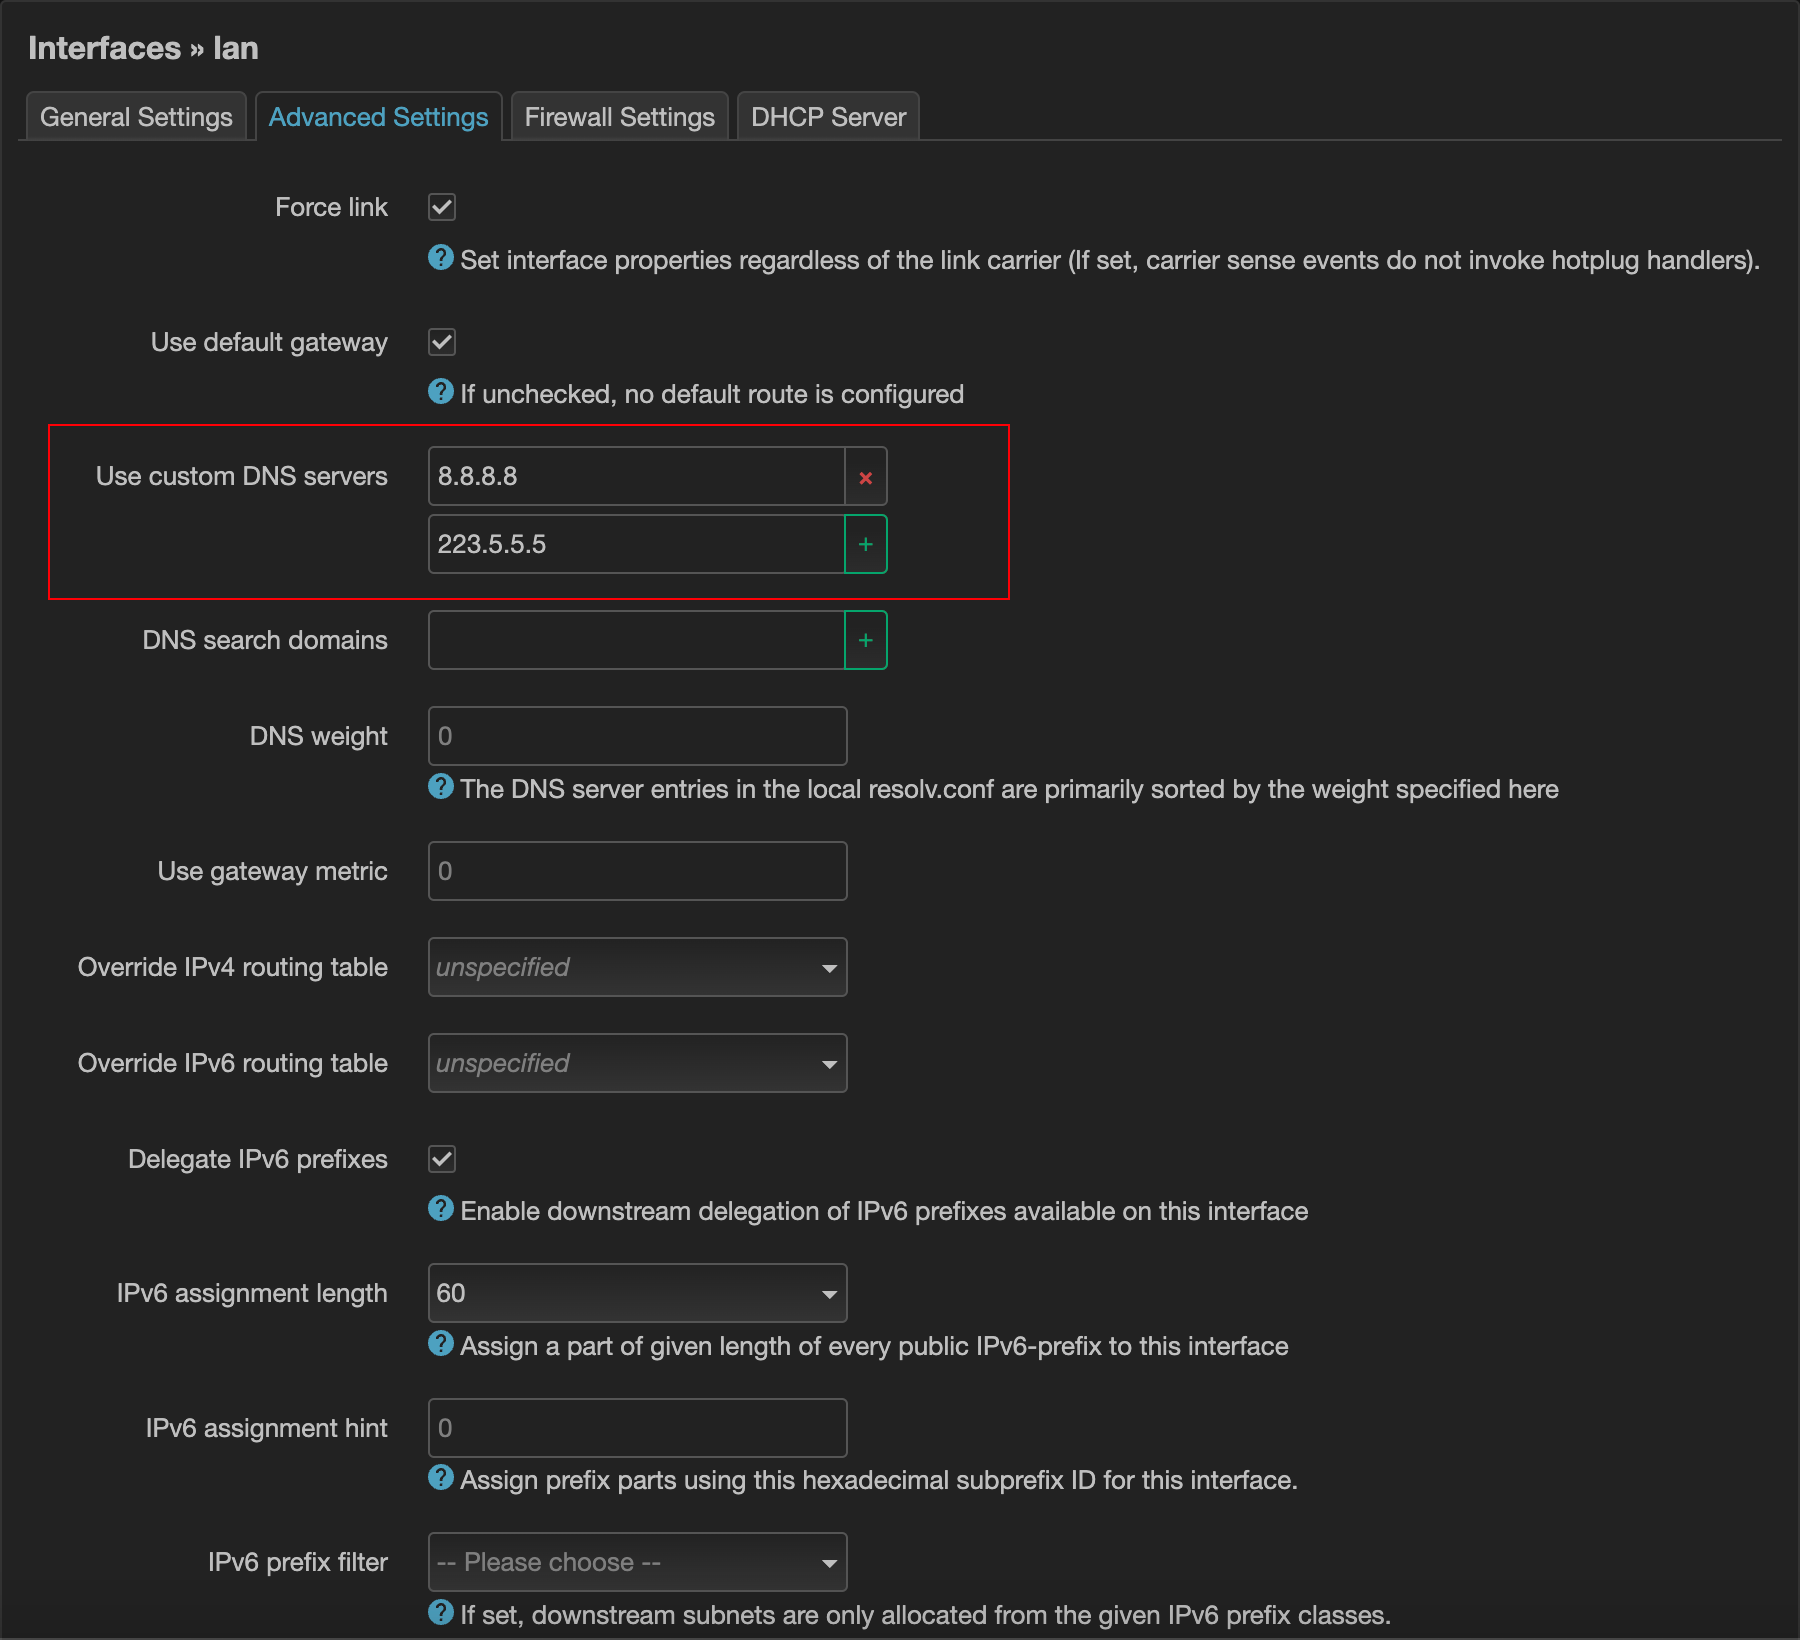 Interfaces » lan
General Settings
Advanced Settings
Firewall Settings
DHCP Server
Force link
Set interface properties regardless of the link carrier (If set, carrier sense events do not invoke hotplug handlers).
Use default gateway
If unchecked, no default route is configured
Use custom DNS servers
8.8.8.8
223.5.5.5
DNS search domains
DNS weight
0
The DNS server entries in the local resolv.conf are primarily sorted by the weight specified here
Use gateway metric
0
Override IPv4 routing table
unspecified
Override IPv6 routing table
unspecified
Delegate IPv6 prefixes
Enable downstream delegation of IPv6 prefixes available on this interface
IPv6 assignment length
60
Assign a part of given length of every public IPv6-prefix to this interface
IPv6 assignment hint
0
Assign prefix parts using this hexadecimal subprefix ID for this interface.
IPv6 prefix filter
-- Please choose --
If set, downstream subnets are only allocated from the given IPv6 prefix classes.